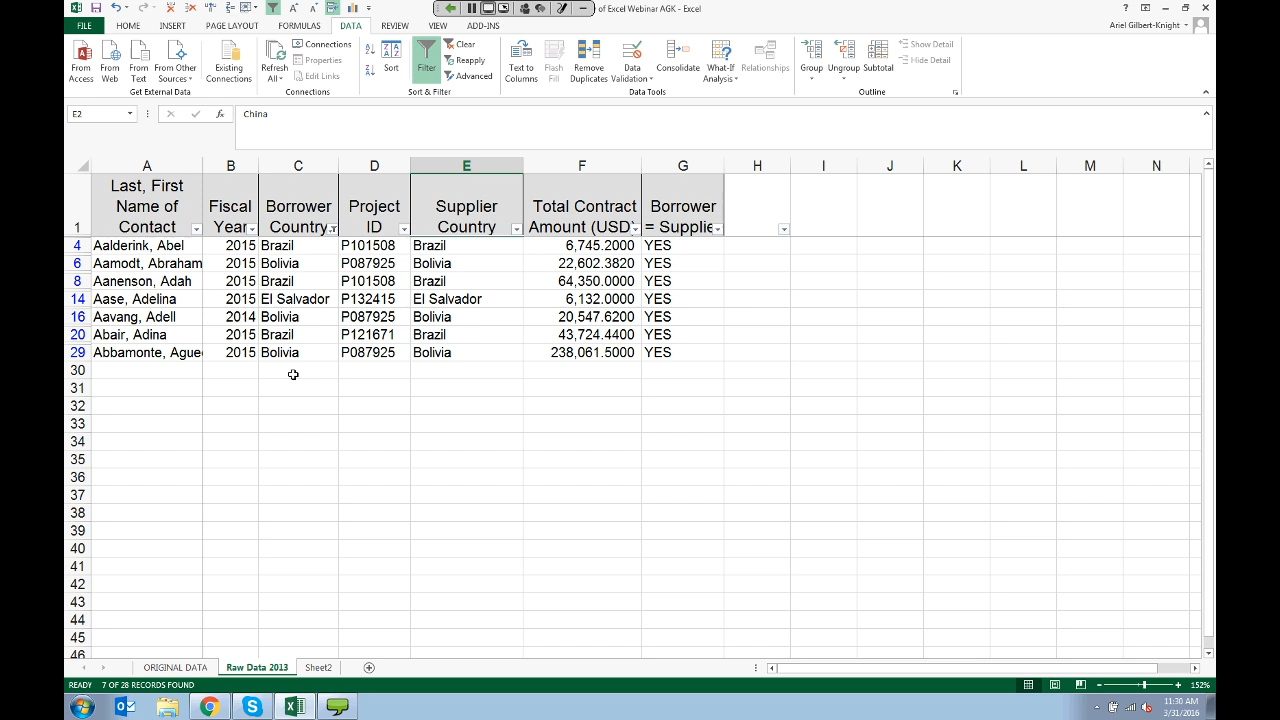 of Excel Webinar AGK - Excel
FILE HOME INSERT PAGE LAYOUT FORMULAS DATA REVIEW VIEW ADD-INS Ariel Gilbert-Knight
From Access
From Web
From Text
From Other Sources
Existing Connections
Refresh All
Connections
Properties
Edit Links
Sort
Filter
Clear
Reapply
Advanced
Text to Columns
Flash Fill
Remove Duplicates
Data Validation
Consolidate
What-If Analysis
Relationships
Group
Ungroup
Subtotal
Show Detail
Hide Detail
Get External Data Connections Sort & Filter Data Tools Outline
E2 fx China
A B C D E F G H I J K L M N
1 Last, First Name of Contact Fiscal Year Borrower Country Project ID Supplier Country Total Contract Amount (USD) Borrower = Supplie
4 Aalderink, Abel 2015 Brazil P101508 Brazil 6,745.2000 YES
6 Aamodt, Abraham 2015 Bolivia P087925 Bolivia 22,602.3820 YES
8 Aanenson, Adah 2015 Brazil P101508 Brazil 64,350.0000 YES
14 Aase, Adelina 2015 El Salvador P132415 El Salvador 6,132.0000 YES
16 Aavang, Adell 2014 Bolivia P087925 Bolivia 20,547.6200 YES
20 Abair, Adina 2015 Brazil P121671 Brazil 43,724.4400 YES
29 Abbamonte, Ague 2015 Bolivia P087925 Bolivia 238,061.5000 YES
30
31
32
33
34
35
36
37
38
39
40
41
42
43
44
45
46
ORIGINAL DATA Raw Data 2013 Sheet2
READY 7 OF 28 RECORDS FOUND 152%
11:30 AM
3/31/2016